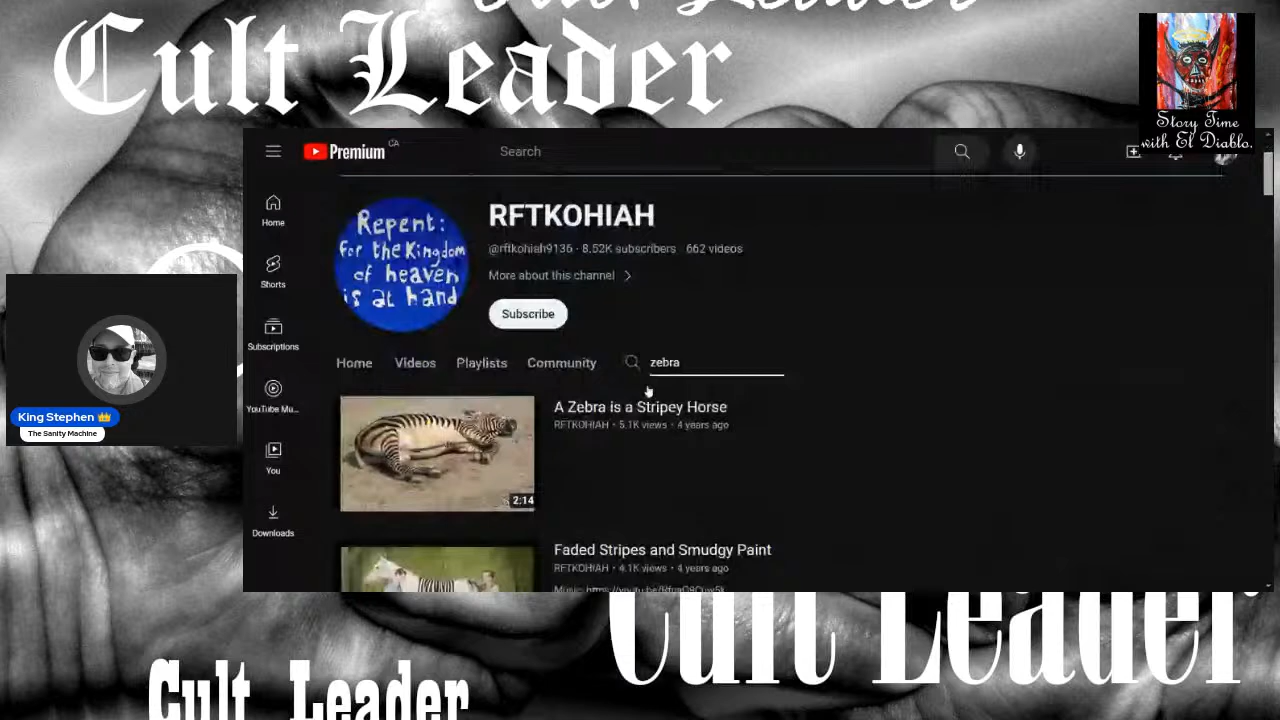 Cult Leader
Cult Leader
Story Time
with El Diablo.
Premium CA
Search
Home
Shorts
Subscriptions
YouTube Mu...
You
Downloads
Repent:
for the Kingdom
of heaven
is at hand
RFTKOHIAH
@rftkohiah9136 · 8.52K subscribers · 662 videos
More about this channel
Subscribe
Home Videos Playlists Community zebra
2:14
A Zebra is a Stripey Horse
RFTKOHIAH • 5.1K views • 4 years ago
Faded Stripes and Smudgy Paint
RFTKOHIAH • 4.1K views • 4 years ago
King Stephen
The Sanity Machine
Cult Leader
Cult Leader